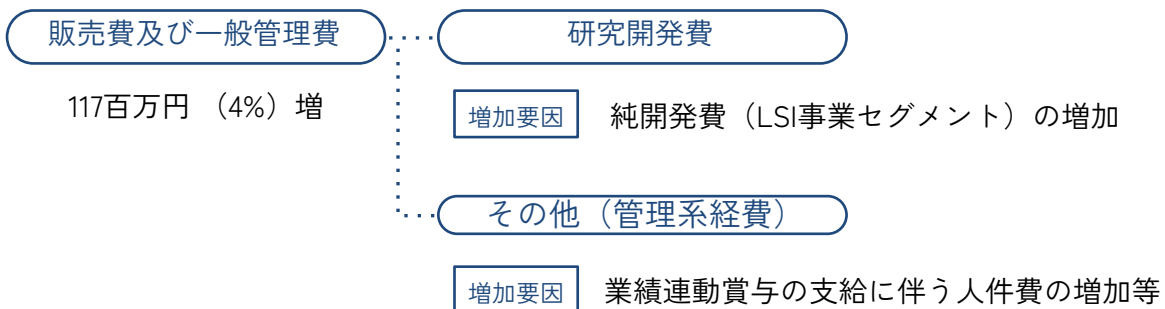 販売費及び一般管理費
研究開発費
117百万円 （4%）増
増加要因 純開発費（LSI事業セグメント）の増加
その他（管理系経費）
増加要因 業績連動賞与の支給に伴う人件費の増加等